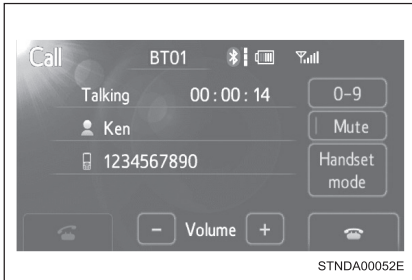 Call BT01
Talking 00:00:14 0-9
Ken Mute
1234567890 Handset
mode
- Volume +
STNDA00052E